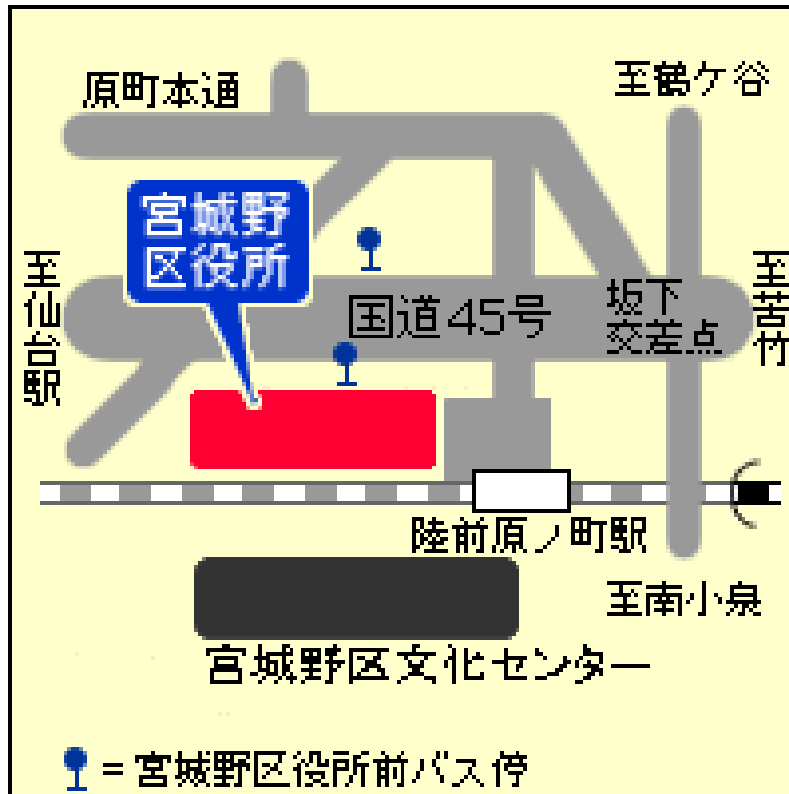 原町本通
至鶴ケ谷
宮城野
区役所
至仙台駅
国道45号
坂下
交差点
至苦竹
陸前原ノ町駅
至南小泉
宮城野区文化センター
=宮城野区役所前バス停